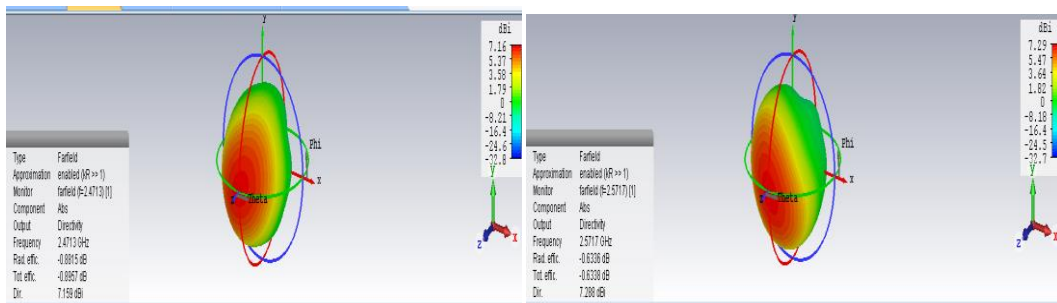 y
dBi
7.16
5.37
3.58
1.79
0
-8.21
-16.4
-24.6
-32.8
Phi
x
Theta
z
y
z
x
Type Farfield
Approximation enabled (kR >> 1)
Monitor farfield (f=2.4713) [1]
Component Abs
Output Directivity
Frequency 2.4713 GHz
Rad. effic. -0.8815 dB
Tot. effic. -0.8957 dB
Dir. 7.159 dBi
y
dBi
7.29
5.47
3.64
1.82
0
-8.18
-16.4
-24.5
-32.7
Phi
x
Theta
z
y
z
x
Type Farfield
Approximation enabled (kR >> 1)
Monitor farfield (f=2.5717) [1]
Component Abs
Output Directivity
Frequency 2.5717 GHz
Rad. effic. -0.6336 dB
Tot. effic. -0.6338 dB
Dir. 7.288 dBi